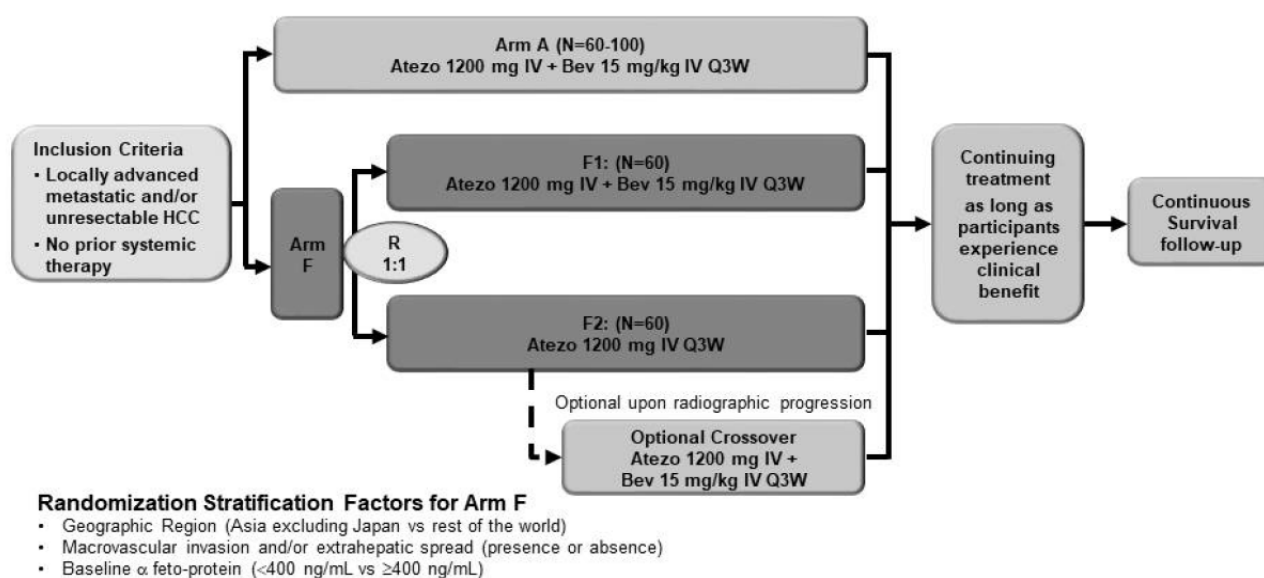 Arm A (N=60-100)
Atezo 1200 mg IV + Bev 15 mg/kg IV Q3W
Inclusion Criteria
• Locally advanced
metastatic and/or
unresectable HCC
• No prior systemic
therapy
Arm
F
R
1:1
F1: (N=60)
Atezo 1200 mg IV + Bev 15 mg/kg IV Q3W
F2: (N=60)
Atezo 1200 mg IV Q3W
Optional upon radiographic progression
Optional Crossover
Atezo 1200 mg IV +
Bev 15 mg/kg IV Q3W
Continuing
treatment
as long as
participants
experience
clinical
benefit
Continuous
Survival
follow-up
Randomization Stratification Factors for Arm F
• Geographic Region (Asia excluding Japan vs rest of the world)
• Macrovascular invasion and/or extrahepatic spread (presence or absence)
• Baseline α feto-protein (<400 ng/mL vs ≥400 ng/mL)